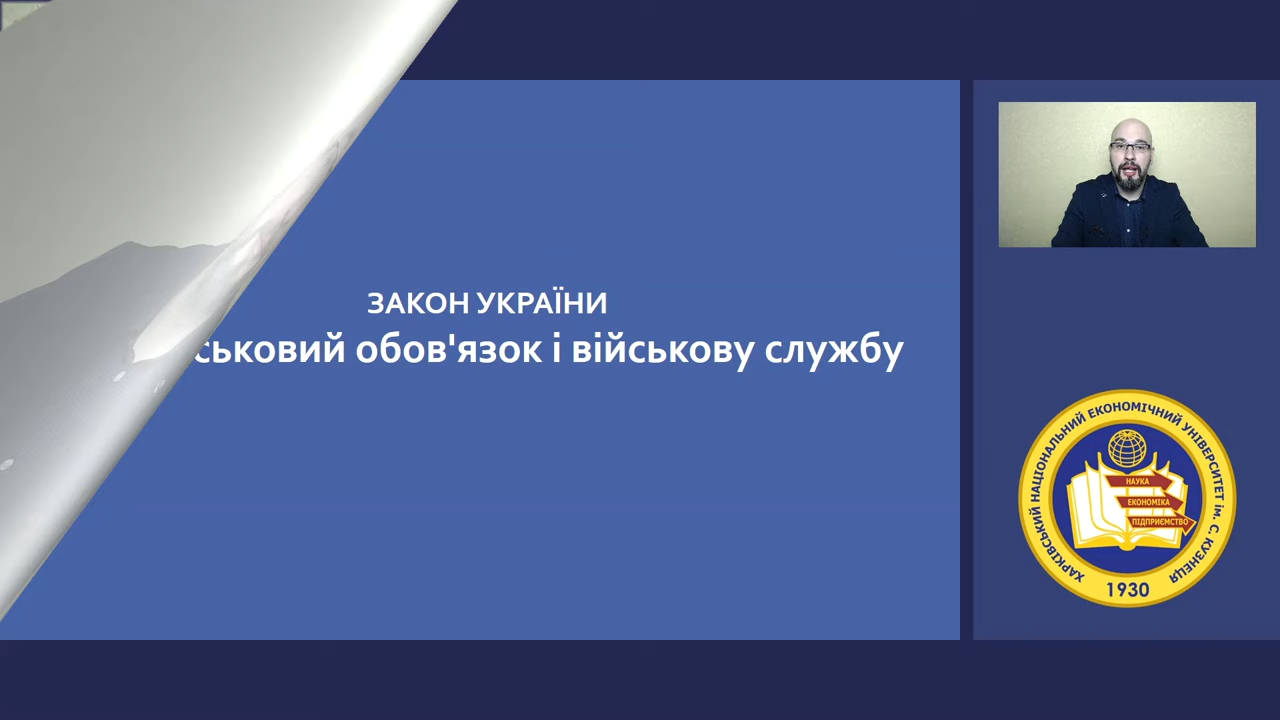 ЗАКОН УКРАЇНИ
ськовий обов'язок і військову службу
ХАРКІВСЬКИЙ НАЦІОНАЛЬНИЙ ЕКОНОМІЧНИЙ УНІВЕРСИТЕТ ім. С. КУЗНЕЦЯ
НАУКА
ЕКОНОМІКА
ПІДПРИЄМСТВО
1930